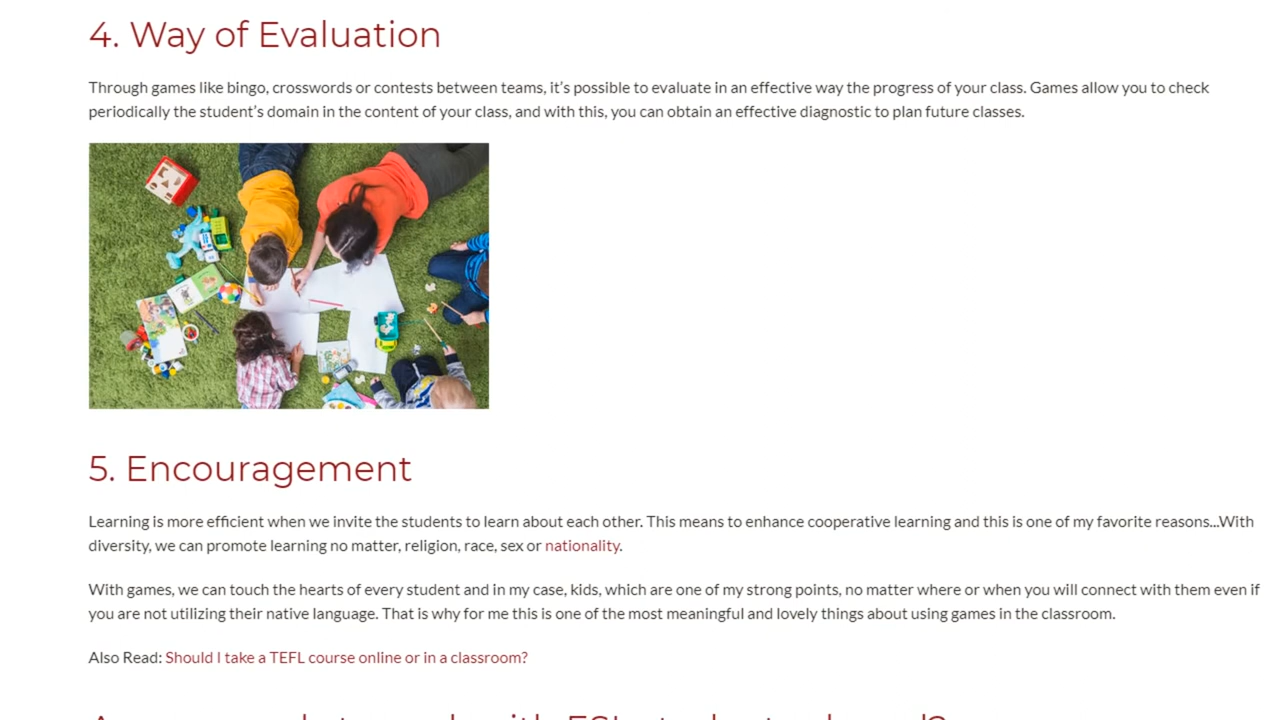 4. Way of Evaluation
Through games like bingo, crosswords or contests between teams, it's possible to evaluate in an effective way the progress of your class. Games allow you to check
periodically the student's domain in the content of your class, and with this, you can obtain an effective diagnostic to plan future classes.
5. Encouragement
Learning is more efficient when we invite the students to learn about each other. This means to enhance cooperative learning and this is one of my favorite reasons...With
diversity, we can promote learning no matter, religion, race, sex or nationality.
With games, we can touch the hearts of every student and in my case, kids, which are one of my strong points, no matter where or when you will connect with them even if
you are not utilizing their native language. That is why for me this is one of the most meaningful and lovely things about using games in the classroom.
Also Read: Should I take a TEFL course online or in a classroom?